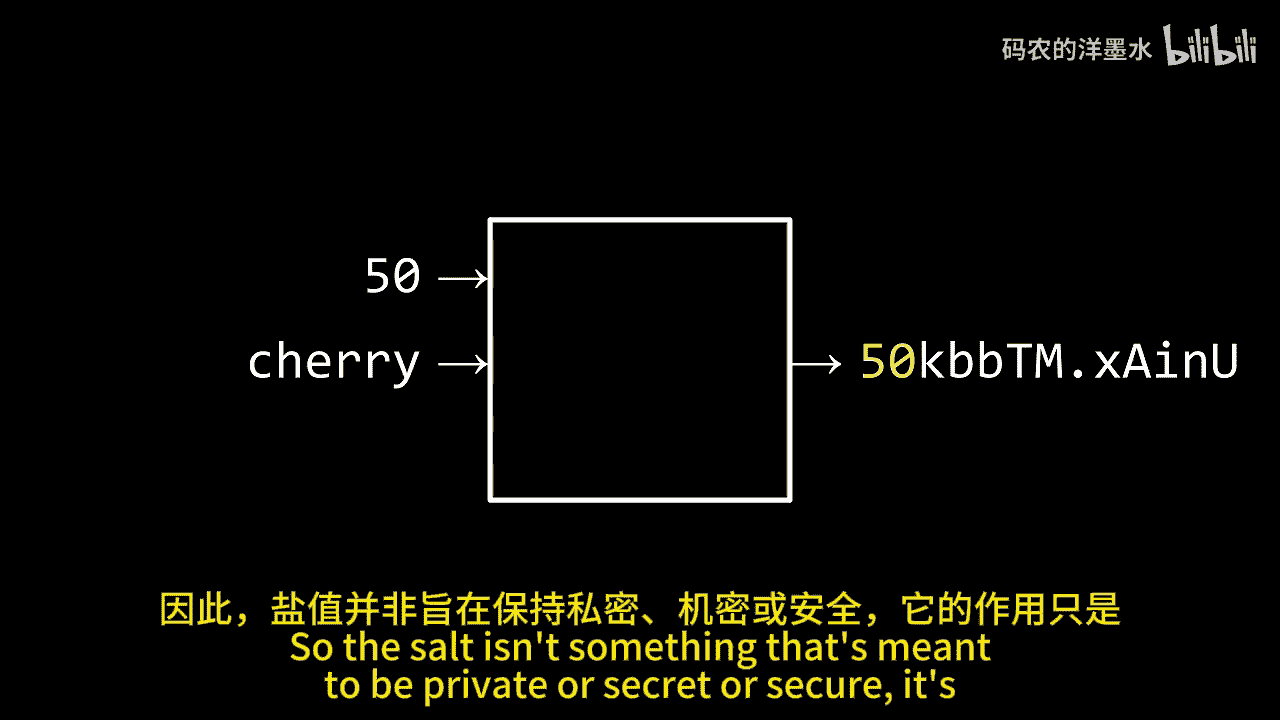 码农的洋墨水 bilibili
50 →
cherry → → 50kbbTM.xAinU
因此，盐值并非旨在保持私密、机密或安全，它的作用只是
So the salt isn't something that's meant
to be private or secret or secure, it's